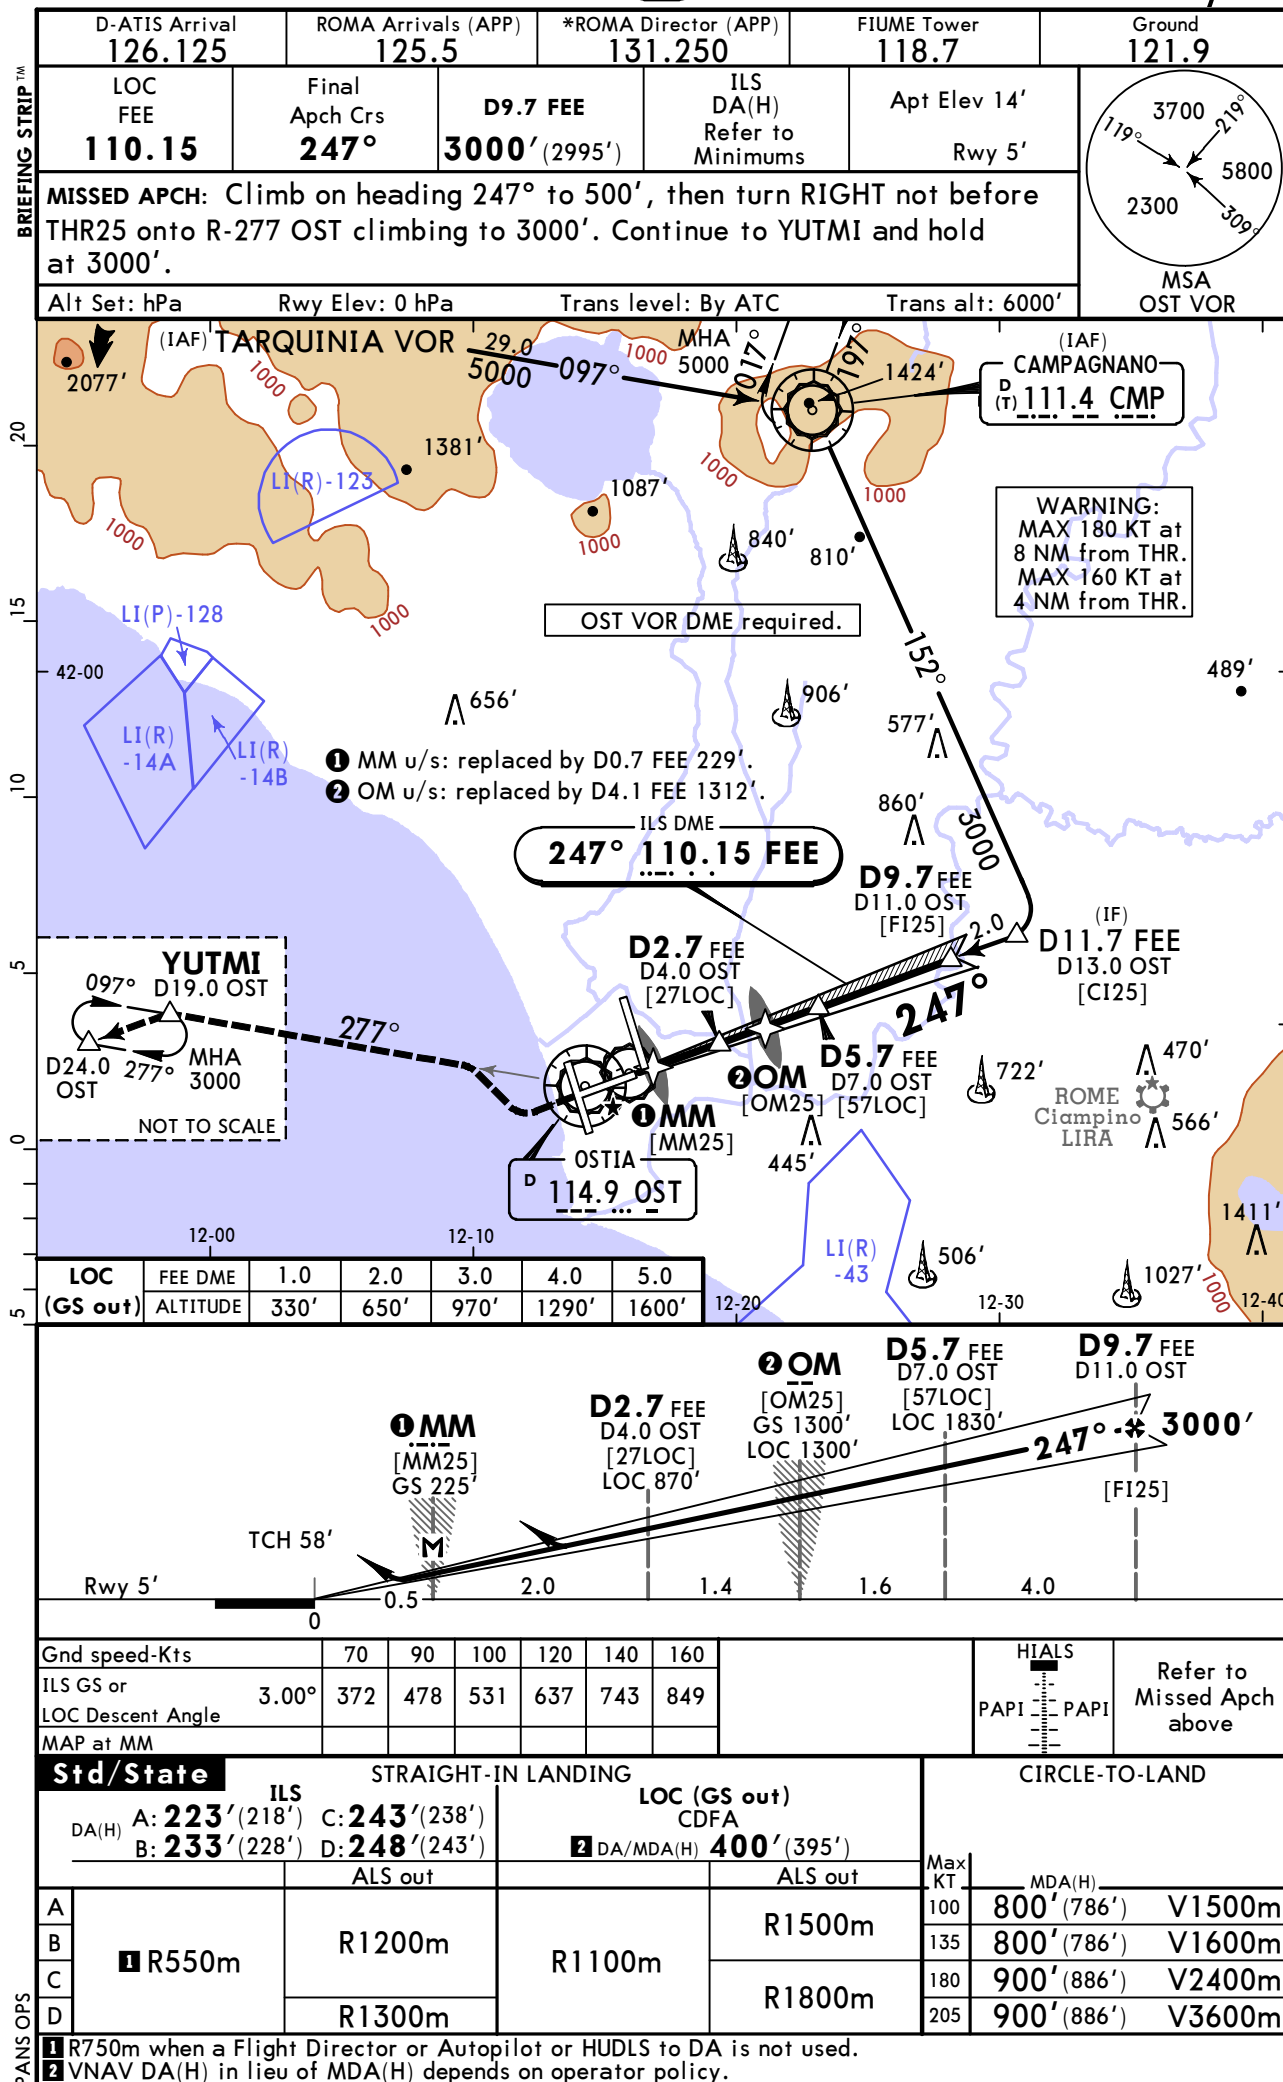 D-ATIS Arrival
126.125
ROMA Arrivals (APP)
125.5
*ROMA Director (APP)
131.250
FIUME Tower
118.7
Ground
121.9
BRIEFING STRIP™
LOC
FEE
110.15
Final
Apch Crs
247°
D9.7 FEE
3000' (2995')
ILS
DA(H)
Refer to
Minimums
Apt Elev 14'
Rwy 5'
MISSED APCH: Climb on heading 247° to 500', then turn RIGHT not before
THR25 onto R-277 OST climbing to 3000'. Continue to YUTMI and hold
at 3000'.
Alt Set: hPa
Rwy Elev: 0 hPa
Trans level: By ATC
Trans alt: 6000'
3700
119°
219°
5800
2300
309°
MSA
OST VOR
2077'
(IAF) TARQUINIA VOR
29.0
5000
097°
1000
1000
MHA
5000
017°
197°
1424'
(IAF)
CAMPAGNANO
D
(T)
111.4 CMP
20
1381'
LI(R)-123
1087'
1000
1000
1000
1000
1000
840'
810'
WARNING:
MAX 180 KT at
8 NM from THR.
MAX 160 KT at
4 NM from THR.
OST VOR DME required.
15
LI(P)-128
42-00
152°
489'
656'
906'
577'
LI(R)
-14A
LI(R)
-14B
1 MM u/s: replaced by D0.7 FEE 229'.
2 OM u/s: replaced by D4.1 FEE 1312'.
10
860'
3000
ILS DME
247° 110.15 FEE
D9.7 FEE
D11.0 OST
[FI25]
2.0
(IF)
D11.7 FEE
D13.0 OST
[CI25]
D2.7 FEE
D4.0 OST
[27LOC]
247°
5
YUTMI
D19.0 OST
097°
277°
D24.0
OST
277°
MHA
3000
NOT TO SCALE
D5.7 FEE
D7.0 OST
[57LOC]
2 OM
[OM25]
1 MM
[MM25]
722'
470'
ROME
Ciampino
LIRA
566'
445'
0
OSTIA
D
114.9 OST
1411'
12-00
12-10
LI(R)
-43
506'
1027'
1000
5
12-20
12-30
12-40
LOC
(GS out)
FEE DME 1.0 2.0 3.0 4.0 5.0
ALTITUDE 330' 650' 970' 1290' 1600'
1 MM
[MM25]
GS 225'
D2.7 FEE
D4.0 OST
[27LOC]
LOC 870'
2 OM
[OM25]
GS 1300'
LOC 1300'
D5.7 FEE
D7.0 OST
[57LOC]
LOC 1830'
D9.7 FEE
D11.0 OST
247°
3000'
[FI25]
TCH 58'
M
Rwy 5'
0
0.5
2.0
1.4
1.6
4.0
Gnd speed-Kts 70 90 100 120 140 160
ILS GS or
LOC Descent Angle
3.00° 372 478 531 637 743 849
MAP at MM
HIALS
PAPI
PAPI
Refer to
Missed Apch
above
Std/State
STRAIGHT-IN LANDING
CIRCLE-TO-LAND
ILS
DA(H)
A: 223' (218') C: 243' (238')
B: 233' (228') D: 248' (243')
LOC (GS out)
CDFA
2 DA/MDA(H) 400' (395')
ALS out
ALS out
Max
KT
MDA(H)
A
B
C
D
1 R550m
R1200m
R1300m
R1100m
R1500m
R1800m
100 800' (786') V1500m
135 800' (786') V1600m
180 900' (886') V2400m
205 900' (886') V3600m
PANS OPS
1 R750m when a Flight Director or Autopilot or HUDLS to DA is not used.
2 VNAV DA(H) in lieu of MDA(H) depends on operator policy.